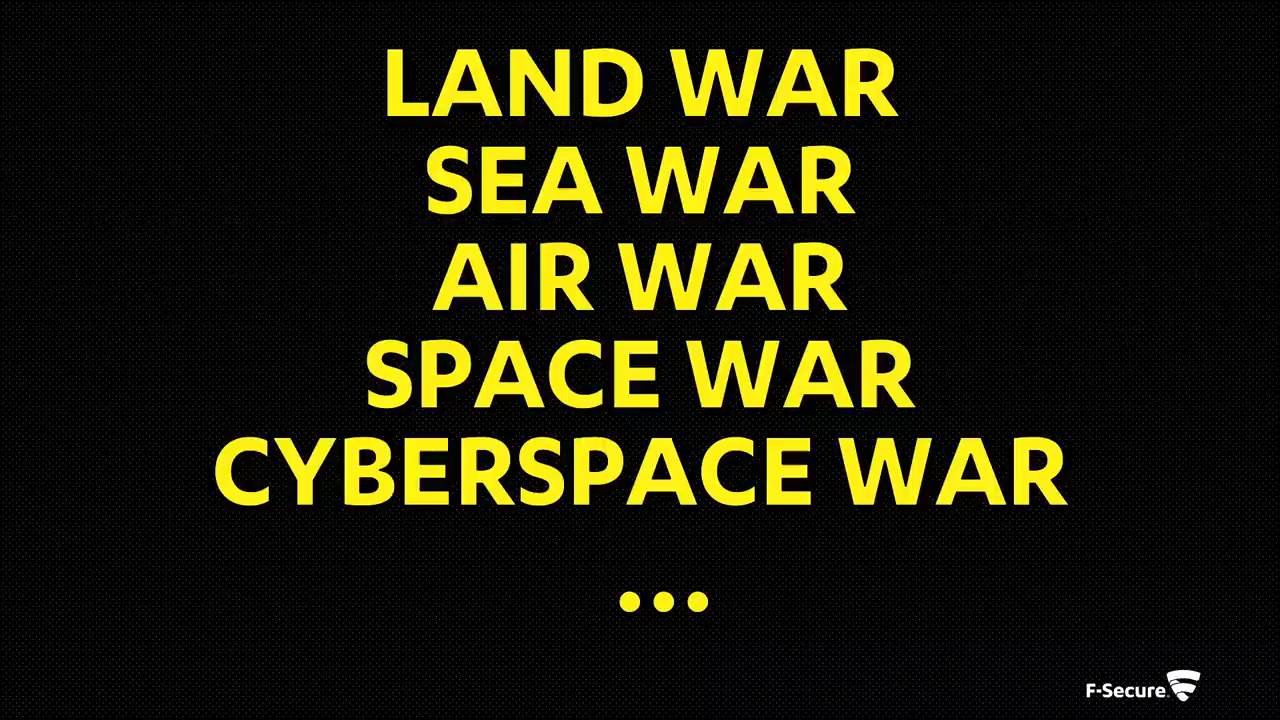 LAND WAR
SEA WAR
AIR WAR
SPACE WAR
CYBERSPACE WAR
...
F-Secure.